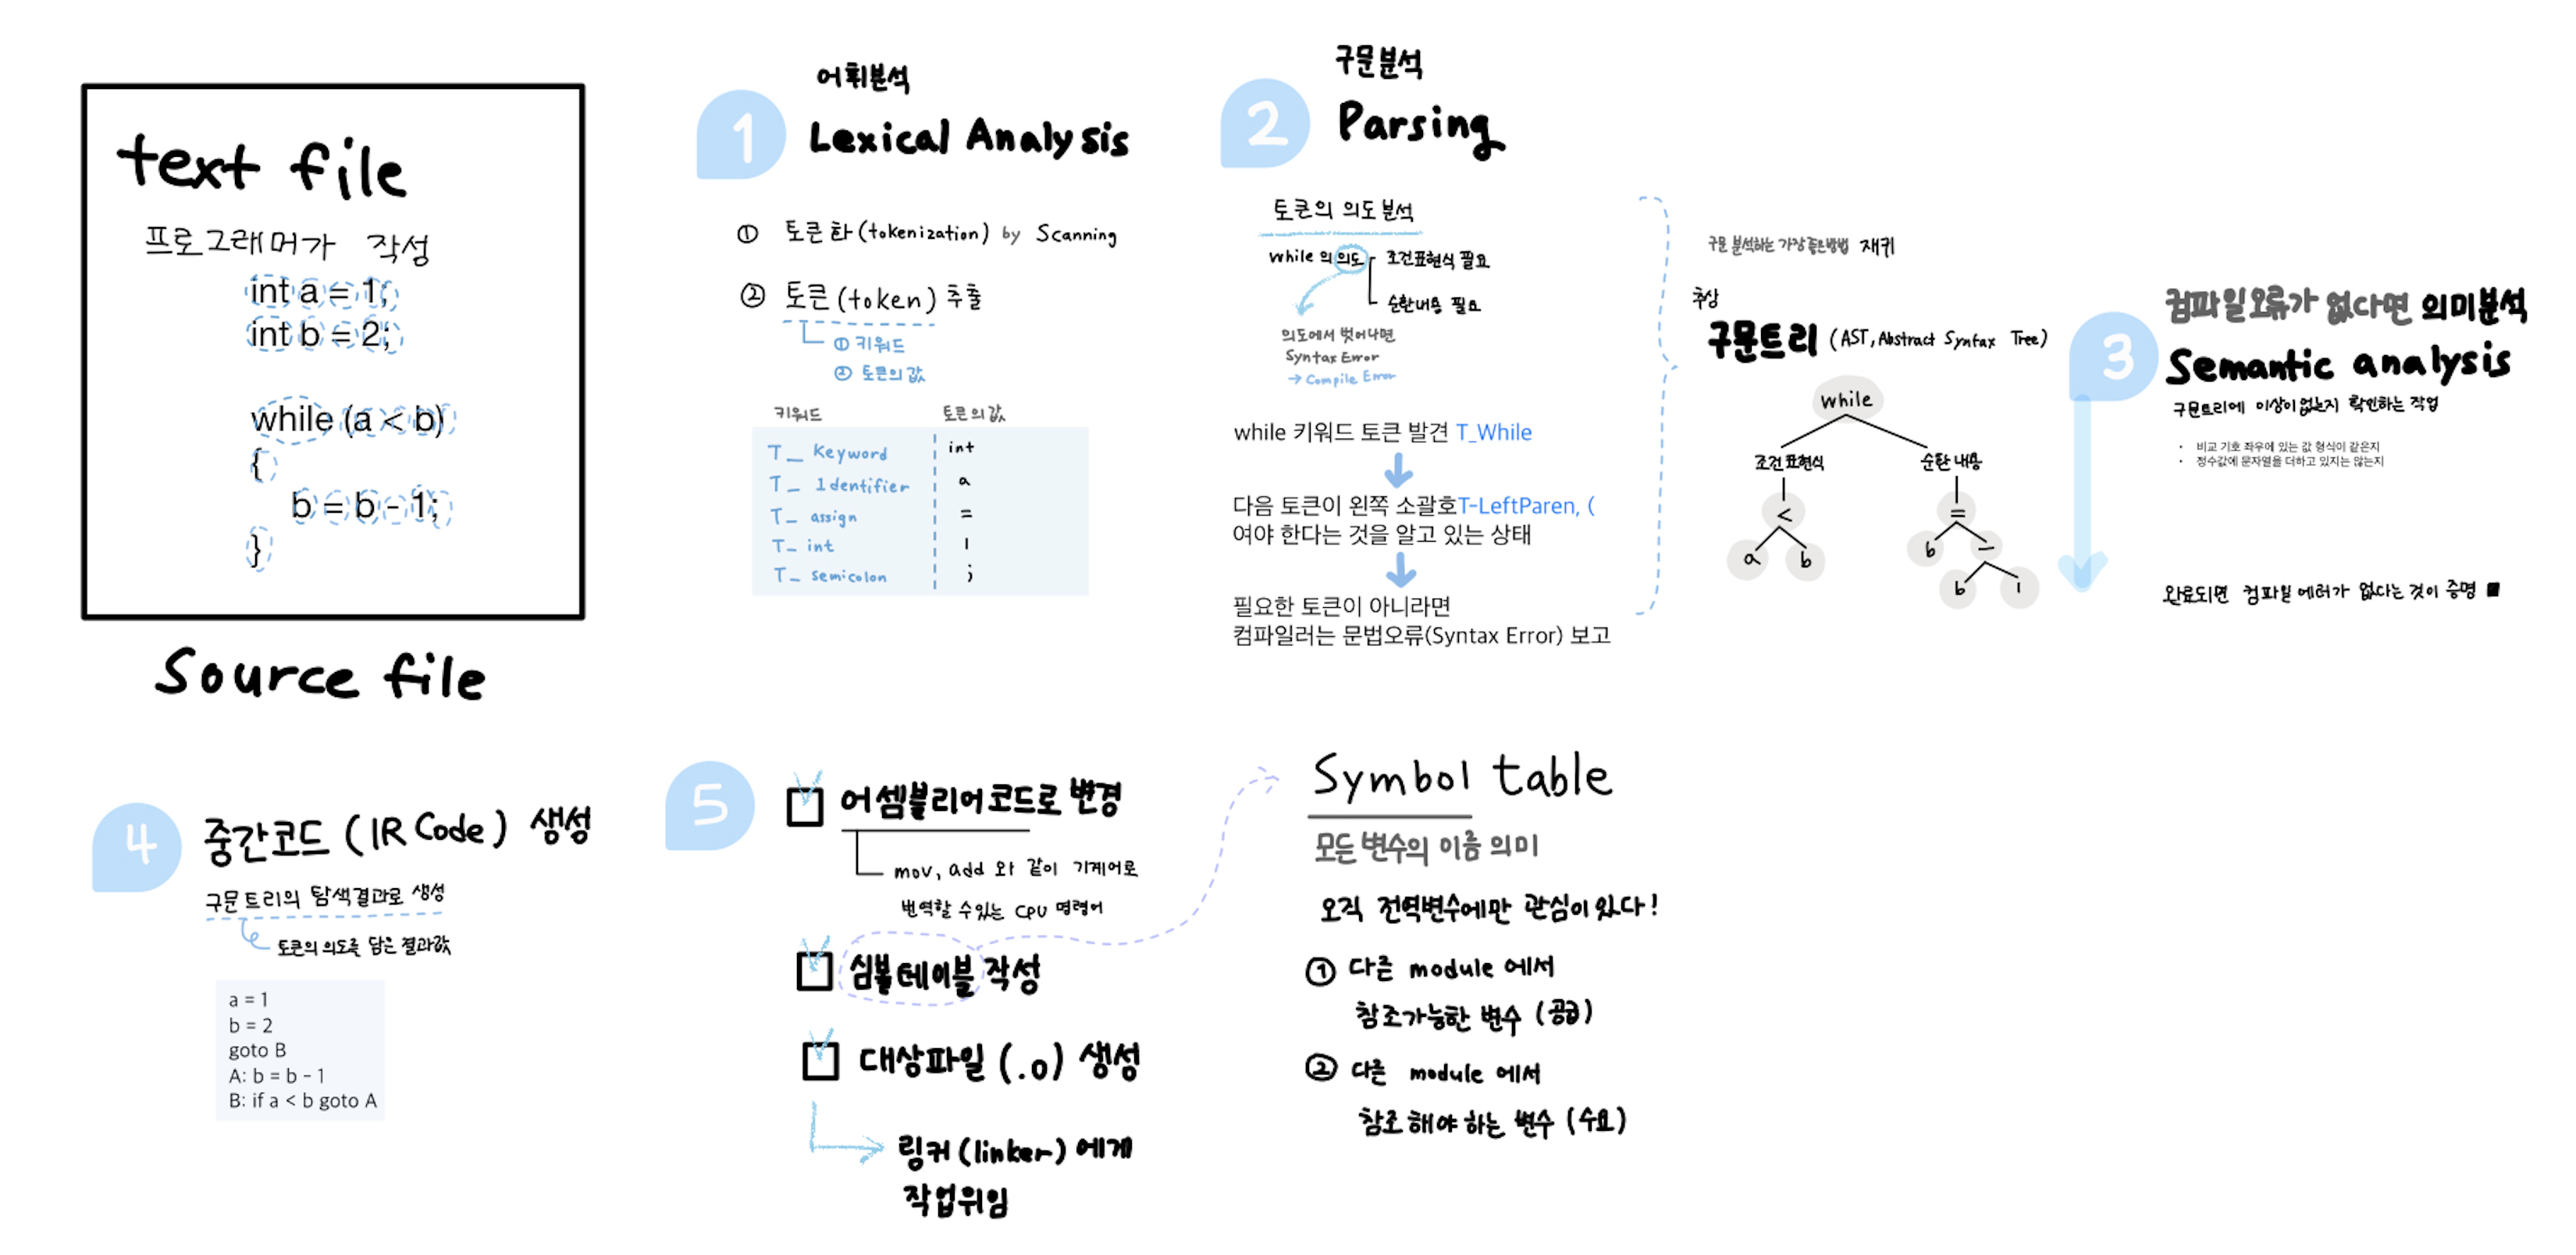 text file
프로그래머가 작성
int a = 1;
int b = 2;
while (a < b)
{
b = b - 1;
}
Source file
1
어휘분석
Lexical Analysis
① 토큰화 (tokenization) by Scanning
② 토큰 (token) 추출
① 키워드
② 토큰의 값
키워드 토큰의 값
T_ Keyword int
T_ Identifier a
T_ assign =
T_ int 1
T_ semicolon ;
2
구문분석
Parsing
토큰의 의도 분석
while 의 의도 조건표현식 필요
순환내용 필요
의도에서 벗어나면
Syntax Error
→ Compile Error
while 키워드 토큰 발견 T_While
다음 토큰이 왼쪽 소괄호T-LeftParen, (
여야 한다는 것을 알고 있는 상태
필요한 토큰이 아니라면
컴파일러는 문법오류(Syntax Error) 보고
구문 분석하는 가장 좋은 방법 재귀
추상
구문트리 (AST, Abstract Syntax Tree)
while
조건 표현식 순환 내용
< =
a b b -
b 1
3
컴파일오류가 없다면 의미분석
Semantic analysis
구문트리에 이상이 없는지 확인하는 작업
• 비교 기호 좌우에 있는 값 형식이 같은지
• 정수값에 문자열을 더하고 있지는 않는지
완료되면 컴파일 에러가 없다는 것이 증명 ■
4
중간코드 (IR Code) 생성
구문트리의 탐색결과로 생성
토큰의 의도를 담은 결과값
a = 1
b = 2
goto B
A: b = b - 1
B: if a < b goto A
5
어셈블리어코드로 변경
mov, add 와 같이 기계어로
번역할 수 있는 CPU 명령어
심볼테이블 작성
대상파일 (.o) 생성
링커 (linker) 에게
작업위임
Symbol table
모든 변수의 이름 의미
오직 전역변수에만 관심이 있다!
① 다른 module 에서
참조가능한 변수 (공급)
② 다른 module 에서
참조해야 하는 변수 (수요)